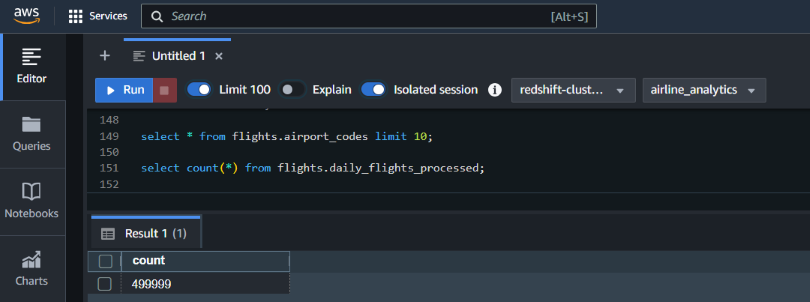 aws
Services
Search
[Alt+S]
Editor
Queries
Notebooks
Charts
+
Untitled 1 ×
Run
Limit 100
Explain
Isolated session
redshift-clust...
airline_analytics
148
149 select * from flights.airport_codes limit 10;
150
151 select count(*) from flights.daily_flights_processed;
152
Result 1 (1)
count
499999